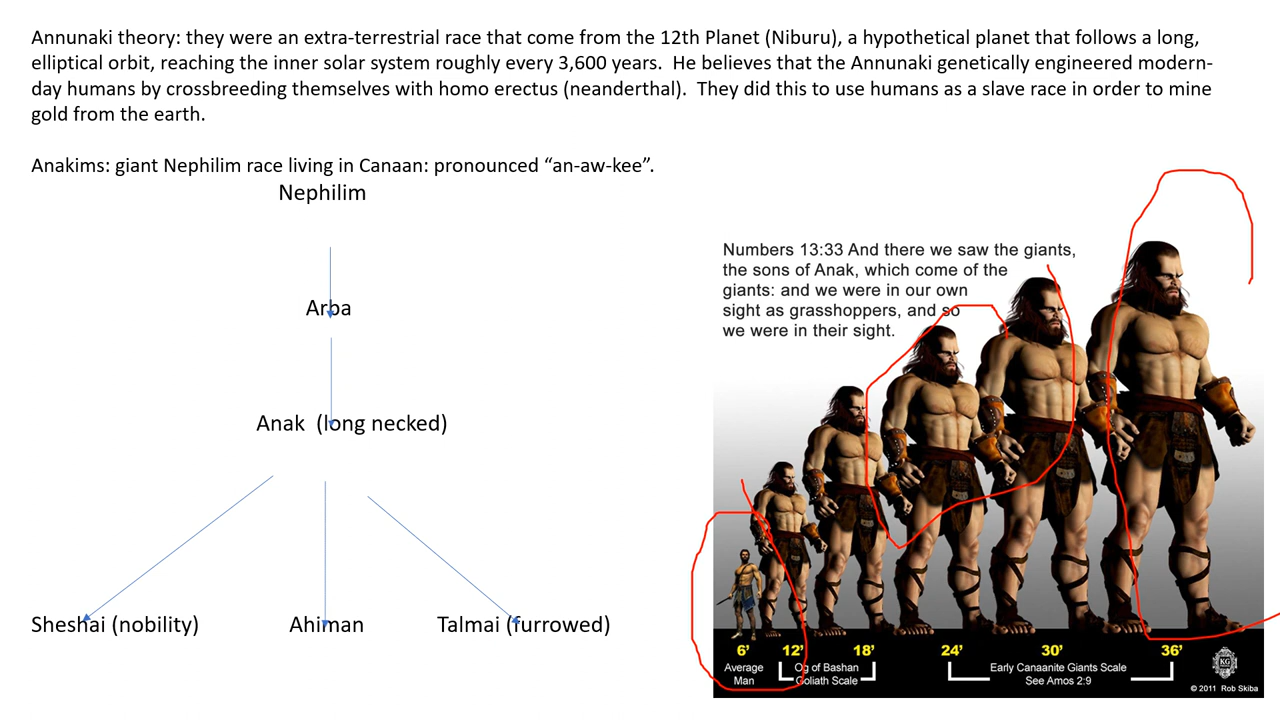 Annunaki theory: they were an extra-terrestrial race that come from the 12th Planet (Niburu), a hypothetical planet that follows a long,
elliptical orbit, reaching the inner solar system roughly every 3,600 years.  He believes that the Annunaki genetically engineered modern-
day humans by crossbreeding themselves with homo erectus (neanderthal).  They did this to use humans as a slave race in order to mine
gold from the earth.
Anakims: giant Nephilim race living in Canaan: pronounced “an-aw-kee”.
Nephilim
Arba
Anak  (long necked)
Sheshai (nobility)
Ahiman
Talmai (furrowed)
Numbers 13:33 And there we saw the giants,
the sons of Anak, which come of the
giants: and we were in our own
sight as grasshoppers, and so
we were in their sight.
6’ 12’ 18’ 24’ 30’ 36’
Average
Man
Og of Bashan
Goliath Scale
Early Canaanite Giants Scale
See Amos 2:9
KG
© 2011 Rob Skiba